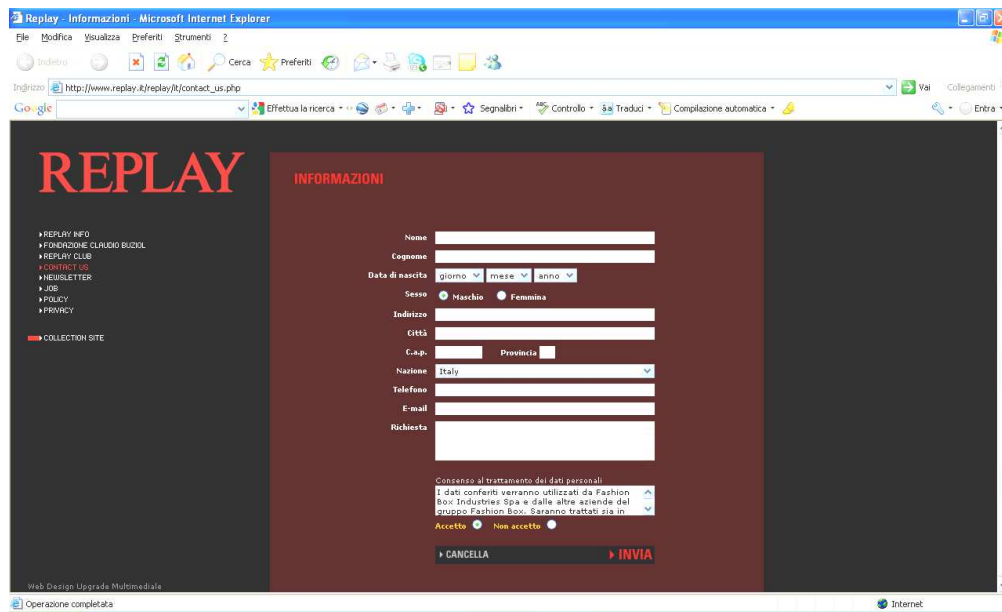 Replay - Informazioni - Microsoft Internet Explorer
File Modifica Visualizza Preferiti Strumenti ?
Indietro Cerca Preferiti
Indirizzo http://www.replay.it/replay/it/contact_us.php Vai Collegamenti
Google Effettua la ricerca Segnalibri ABC Controllo Traduci Compilazione automatica Entra
REPLAY
INFORMAZIONI
REPLAY INFO
FONDAZIONE CLAUDIO BUZIOL
REPLAY CLUB
CONTACT US
NEWSLETTER
JOB
POLICY
PRIVACY
COLLECTION SITE
Nome
Cognome
Data di nascita giorno mese anno
Sesso Maschio Femmina
Indirizzo
Città
C.a.p. Provincia
Nazione Italy
Telefono
E-mail
Richiesta
Consenso al trattamento dei dati personali
I dati conferiti verranno utilizzati da Fashion
Box Industries Spa e dalle altre aziende del
gruppo Fashion Box. Saranno trattati sia in
Accetto Non accetto
CANCELLA INVIA
Web Design Upgrade Multimediale
Operazione completata Internet